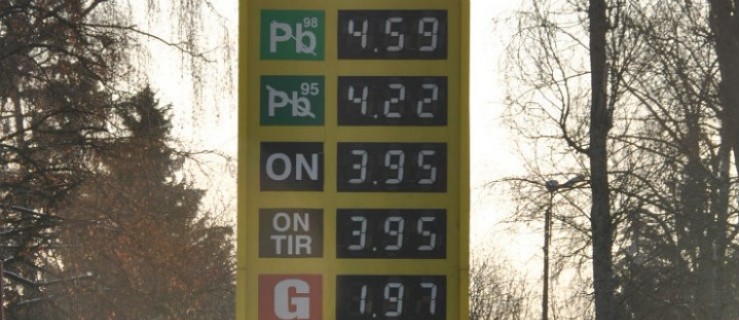 Pb 98 4.59
Pb 95 4.22
ON 3.95
ON TIR 3.95
G 1.97